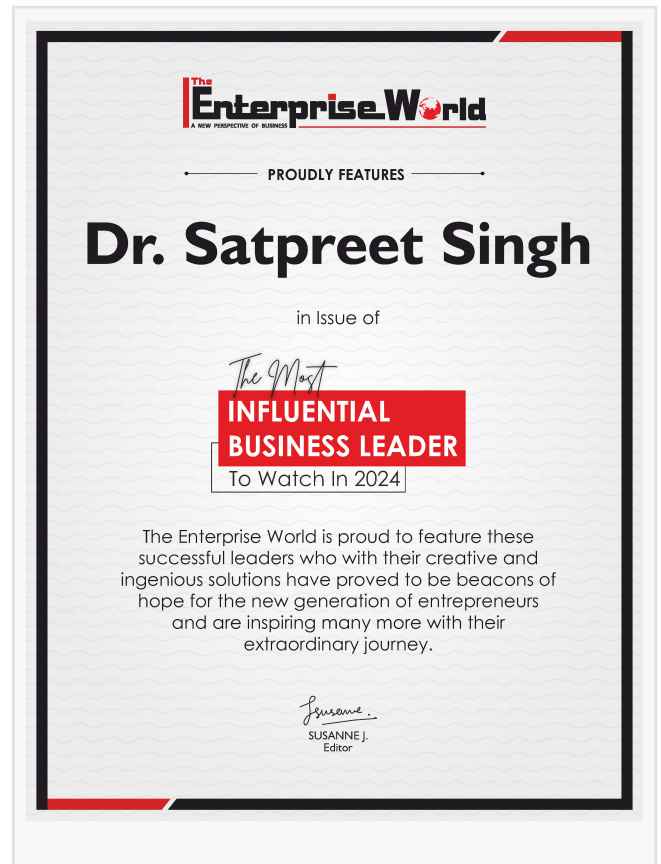 The
Enterprise World
A NEW PERSPECTIVE OF BUSINESS
PROUDLY FEATURES
Dr. Satpreet Singh
in Issue of
The Most
INFLUENTIAL
BUSINESS LEADER
To Watch In 2024
The Enterprise World is proud to feature these
successful leaders who with their creative and
ingenious solutions have proved to be beacons of
hope for the new generation of entrepreneurs
and are inspiring many more with their
extraordinary journey.
Jsusanne.
SUSANNE J.
Editor